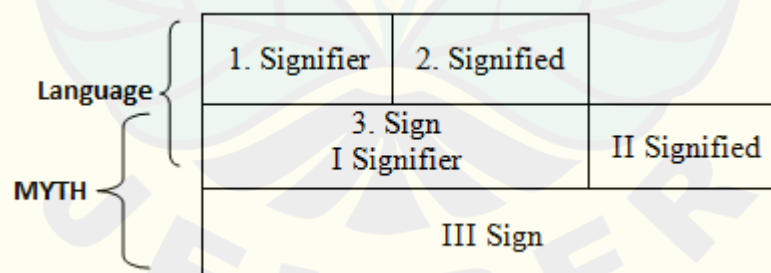 1. Signifier 2. Signified
Language
3. Sign
I Signifier II Signified
MYTH
III Sign